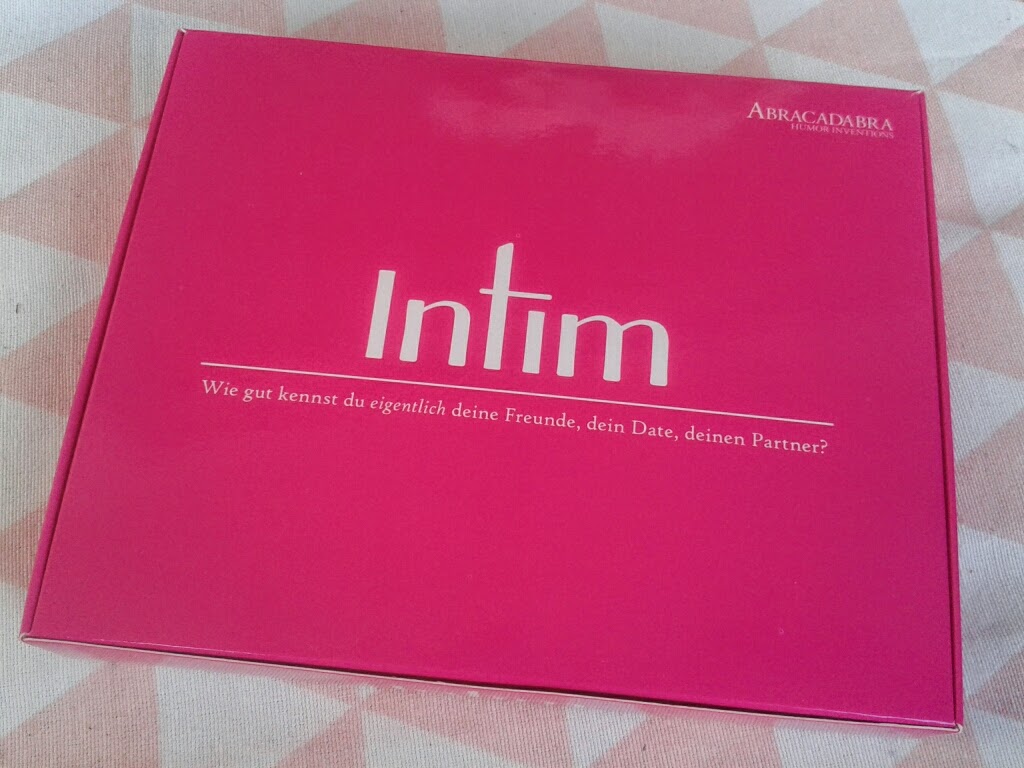 ABRACADABRA
HUMOR INVENTIONS
Intim
Wie gut kennst du eigentlich deine Freunde, dein Date, deinen Partner?